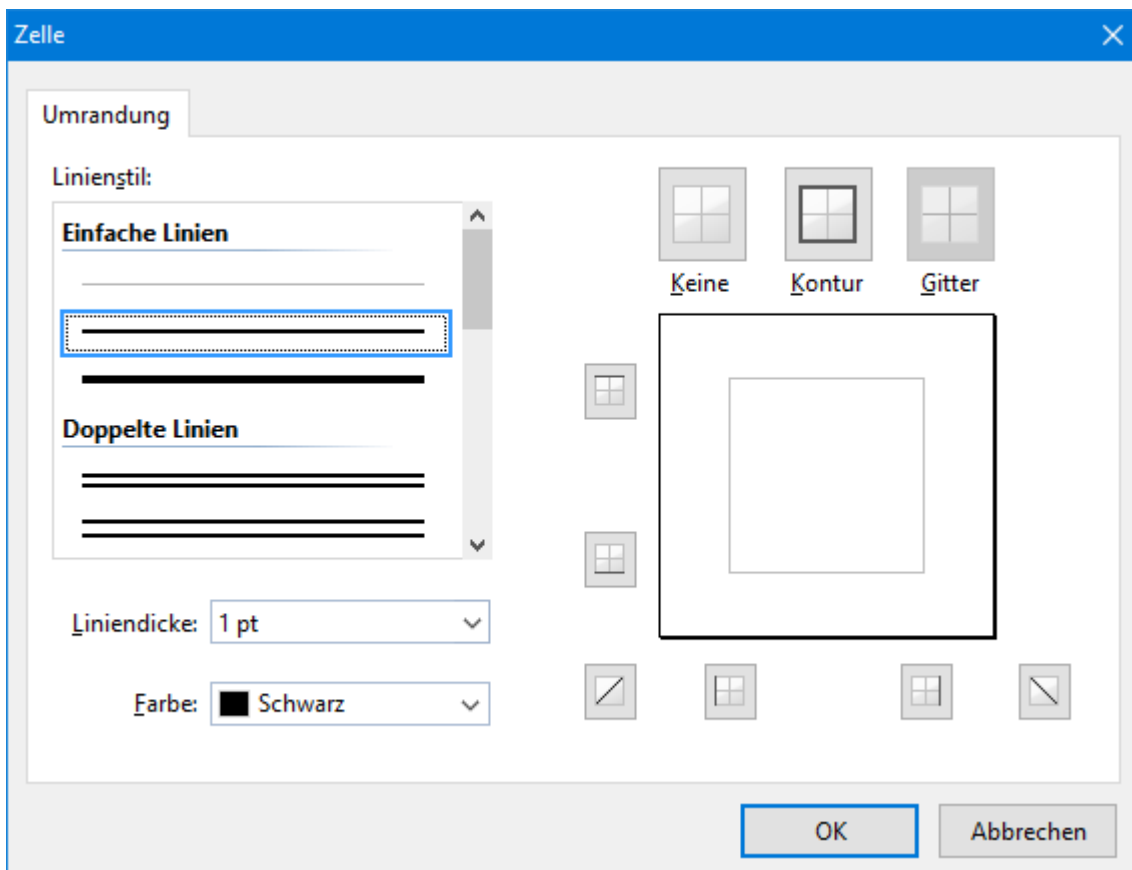 Zelle
Umrandung
Linienstil:
Einfache Linien
Doppelte Linien
Liniendicke: 1 pt
Farbe: Schwarz
Keine Kontur Gitter
OK Abbrechen